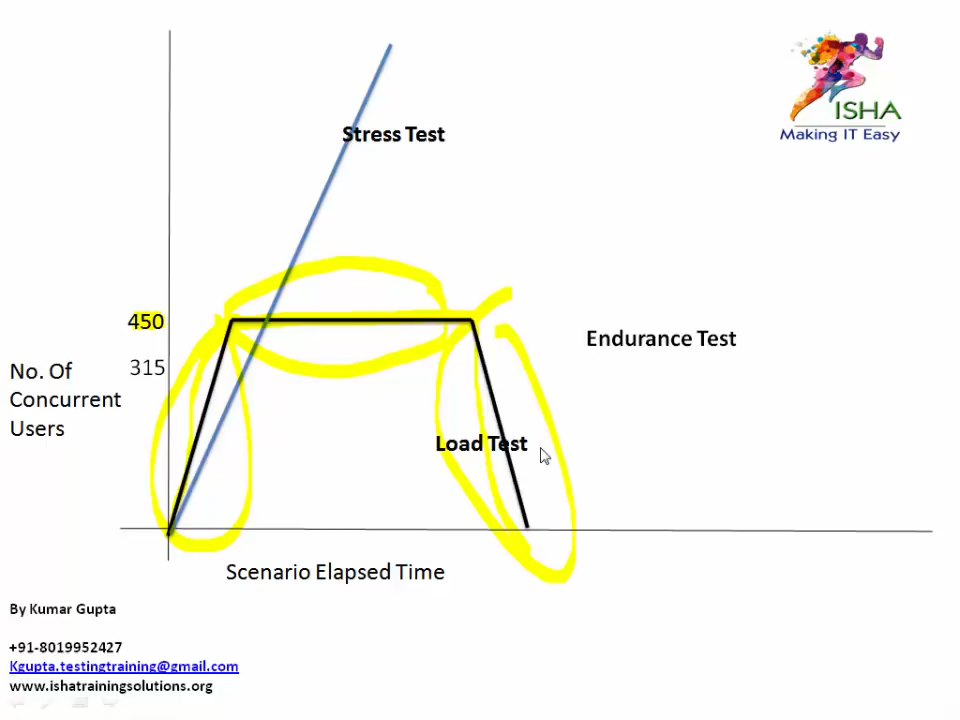 ISHA
Making IT Easy
Stress Test
450
Endurance Test
315
No. Of
Concurrent
Users
Load Test
Scenario Elapsed Time
By Kumar Gupta
+91-8019952427
Kgupta.testingtraining@gmail.com
www.ishatrainingsolutions.org